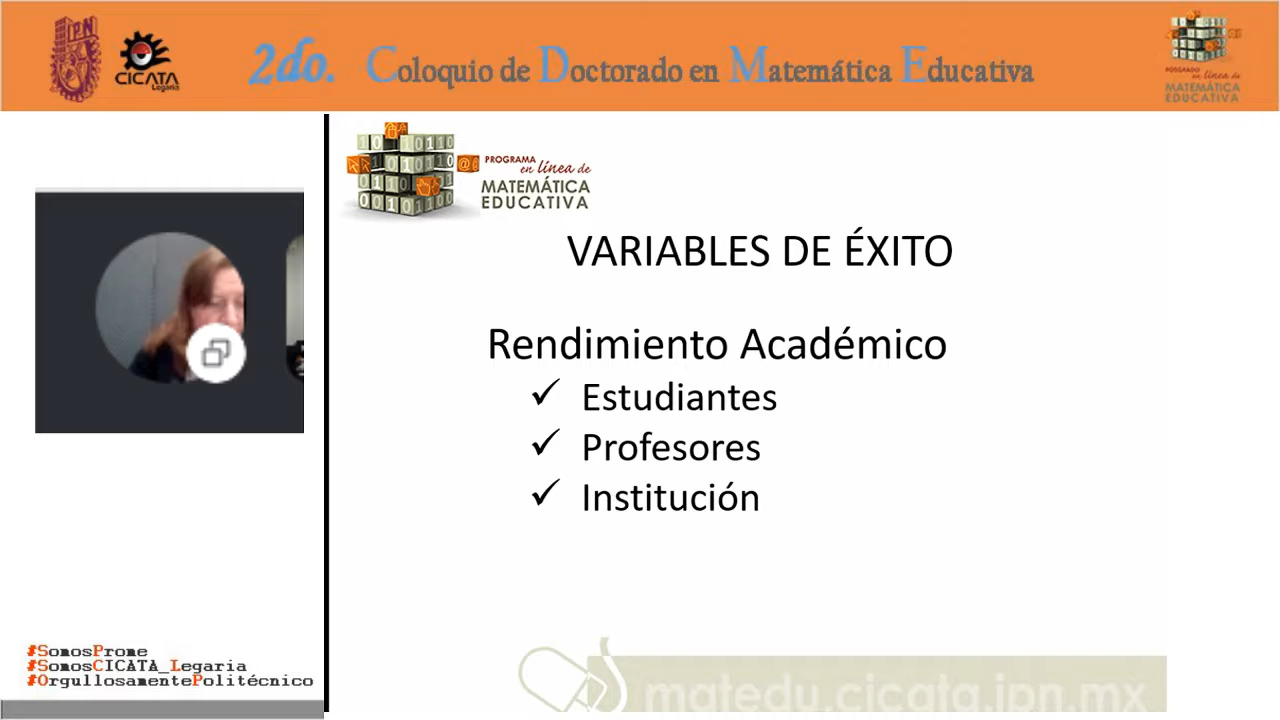 IPN
CICATA
Legaria
2do. Coloquio de Doctorado en Matemática Educativa
POSGRADO
en línea de
MATEMÁTICA
EDUCATIVA
PROGRAMA
en línea de
MATEMÁTICA
EDUCATIVA
VARIABLES DE ÉXITO
Rendimiento Académico
✓ Estudiantes
✓ Profesores
✓ Institución
#SomosProme
#SomosCICATA_Legaria
#OrgullosamentePolitécnico
matedu.cicata.ipn.mx